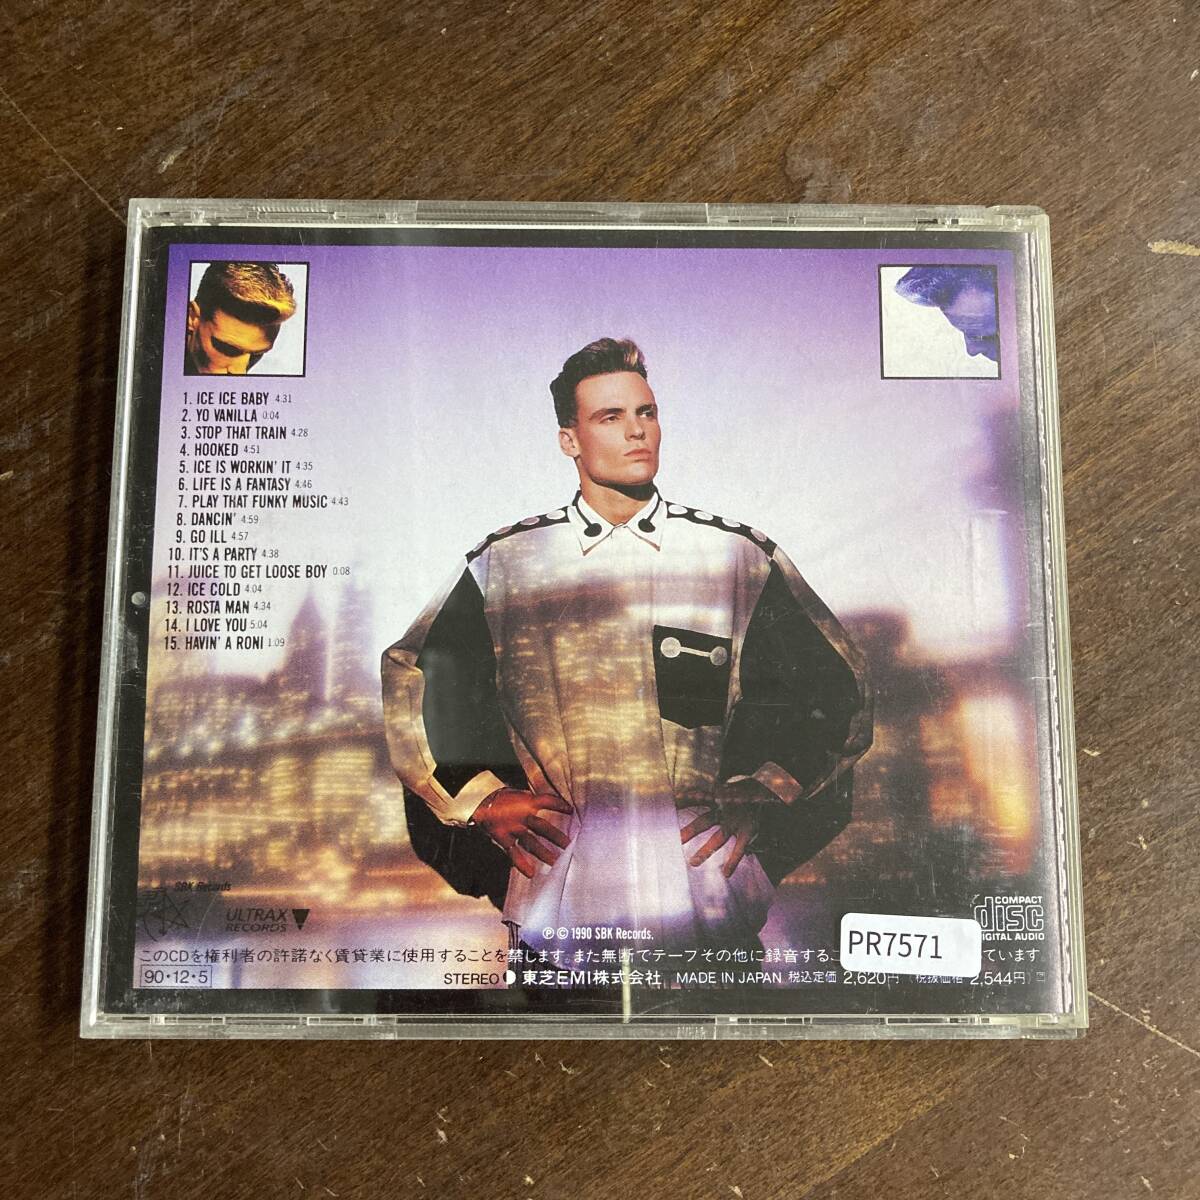 1. ICE ICE BABY 4:31
2. YO VANILLA 0:04
3. STOP THAT TRAIN 4:28
4. HOOKED 4:51
5. ICE IS WORKIN' IT 4:35
6. LIFE IS A FANTASY 4:46
7. PLAY THAT FUNKY MUSIC 4:43
8. DANCIN' 4:59
9. GO ILL 4:57
10. IT'S A PARTY 4:38
11. JUICE TO GET LOOSE BOY 0:08
12. ICE COLD 4:04
13. ROSTA MAN 4:34
14. I LOVE YOU 5:04
15. HAVIN' A RONI 1:09
SBK Records
ULTRAX
RECORDS
Ⓟ © 1990 SBK Records.
COMPACT
disc
DIGITAL AUDIO
PR7571
このCDを権利者の許諾なく賃貸業に使用することを禁じます。また無断でテープその他に録音するこ ています
90・12・5
STEREO 東芝EMI株式会社 MADE IN JAPAN 税込定価 2,620円 (税抜価格 2,544円)